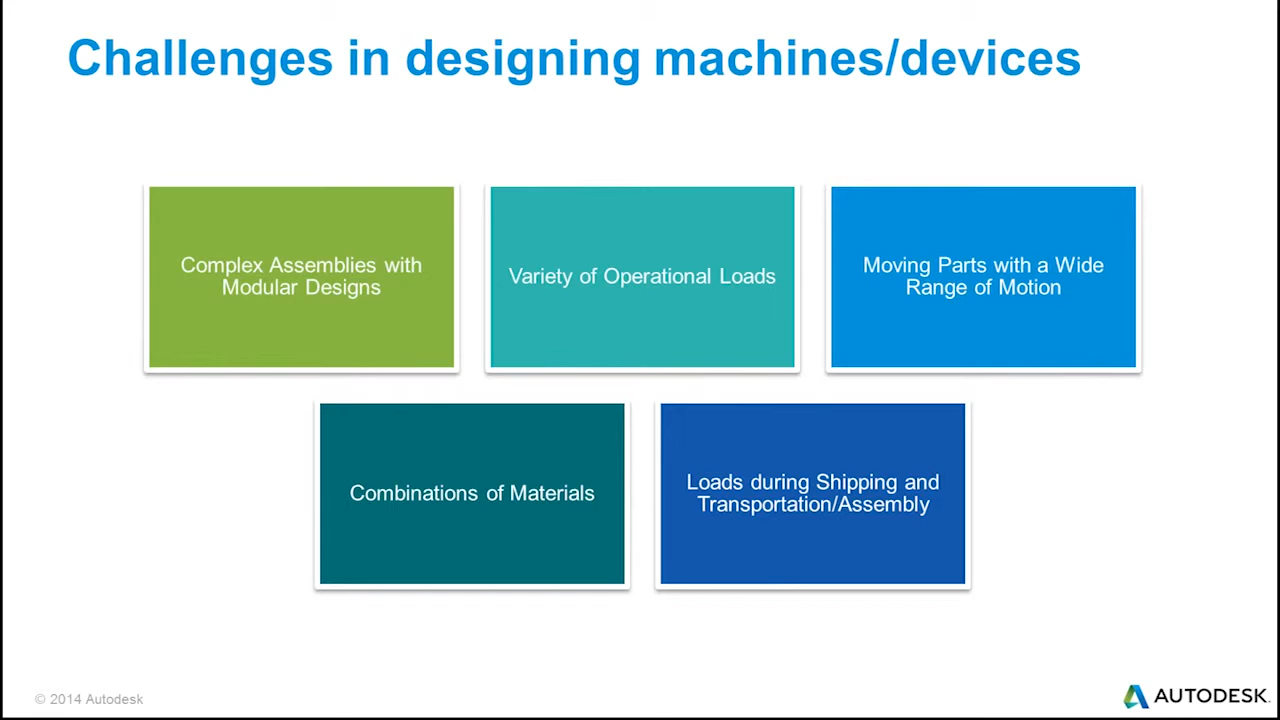 Challenges in designing machines/devices
Complex Assemblies with
Modular Designs
Variety of Operational Loads
Moving Parts with a Wide
Range of Motion
Combinations of Materials
Loads during Shipping and
Transportation/Assembly
© 2014 Autodesk
AUTODESK.